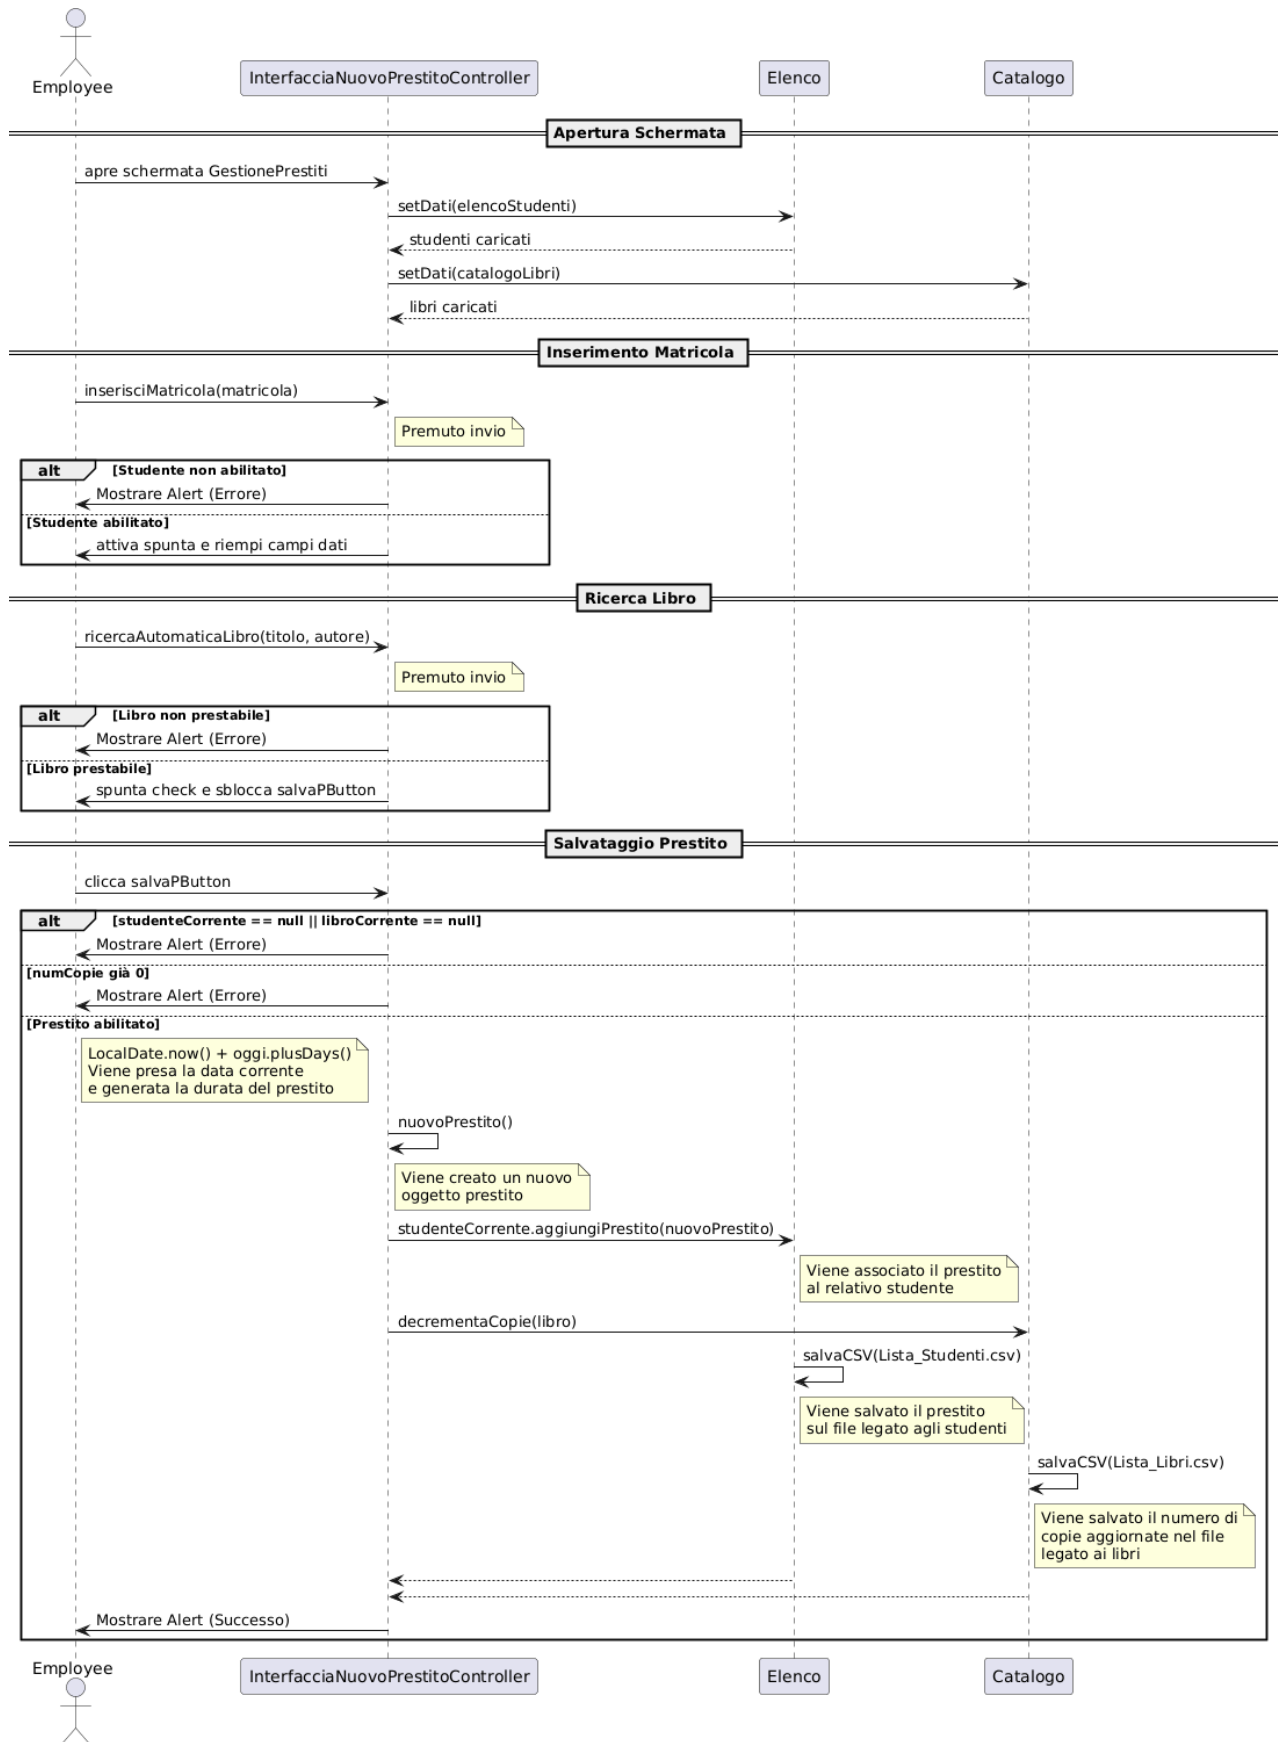 Employee
InterfacciaNuovoPrestitoController
Elenco
Catalogo
Apertura Schermata
apre schermata GestionePrestiti
setDati(elencoStudenti)
studenti caricati
setDati(catalogoLibri)
libri caricati
Inserimento Matricola
inserisciMatricola(matricola)
Premuto invio
alt
[Studente non abilitato]
Mostrare Alert (Errore)
[Studente abilitato]
attiva spunta e riempi campi dati
Ricerca Libro
ricercaAutomaticaLibro(titolo, autore)
Premuto invio
alt
[Libro non prestabile]
Mostrare Alert (Errore)
[Libro prestabile]
spunta check e sblocca salvaPButton
Salvataggio Prestito
clicca salvaPButton
alt
[studenteCorrente == null || libroCorrente == null]
Mostrare Alert (Errore)
[numCopie già 0]
Mostrare Alert (Errore)
[Prestito abilitato]
LocalDate.now() + oggi.plusDays()
Viene presa la data corrente
e generata la durata del prestito
nuovoPrestito()
Viene creato un nuovo
oggetto prestito
studenteCorrente.aggiungiPrestito(nuovoPrestito)
Viene associato il prestito
al relativo studente
decrementaCopie(libro)
salvaCSV(Lista_Studenti.csv)
Viene salvato il prestito
sul file legato agli studenti
salvaCSV(Lista_Libri.csv)
Viene salvato il numero di
copie aggiornate nel file
legato ai libri
Mostrare Alert (Successo)
Employee
InterfacciaNuovoPrestitoController
Elenco
Catalogo